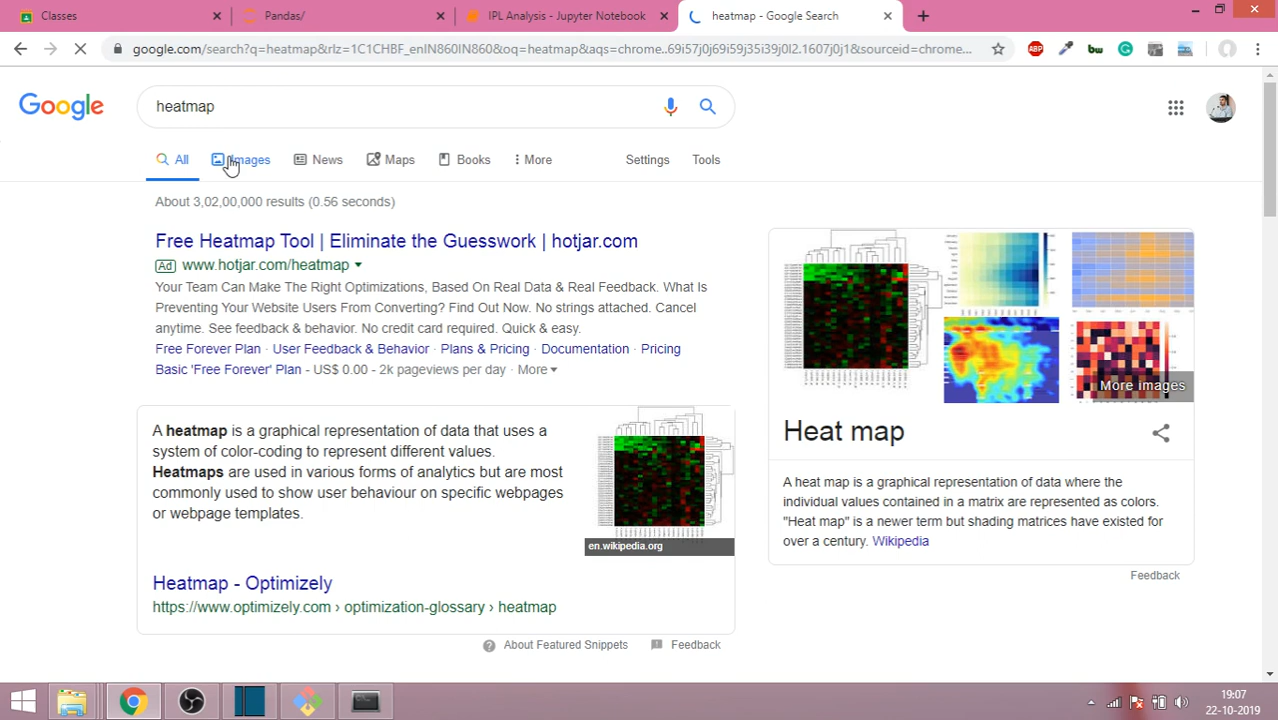 Classes
Pandas/
IPL Analysis - Jupyter Notebook
heatmap - Google Search
google.com/search?q=heatmap&rlz=1C1CHBF_enIN860IN860&oq=heatmap&aqs=chrome..69i57j0j69i59j35i39j0l2.1607j0j1&sourceid=chrome...
ABP
bw
Google
heatmap
All
Images
News
Maps
Books
More
Settings
Tools
About 3,02,00,000 results (0.56 seconds)
Free Heatmap Tool | Eliminate the Guesswork | hotjar.com
Ad www.hotjar.com/heatmap
Your Team Can Make The Right Optimizations, Based On Real Data & Real Feedback. What Is
Preventing Your Website Users From Converting? Find Out Now. No strings attached. Cancel
anytime. See feedback & behavior. No credit card required. Quick & easy.
Free Forever Plan · User Feedback & Behavior · Plans & Pricing · Documentation · Pricing
Basic 'Free Forever' Plan - US$ 0.00 - 2k pageviews per day · More
A heatmap is a graphical representation of data that uses a
system of color-coding to represent different values.
Heatmaps are used in various forms of analytics but are most
commonly used to show user behaviour on specific webpages
or webpage templates.
en.wikipedia.org
Heatmap - Optimizely
https://www.optimizely.com › optimization-glossary › heatmap
About Featured Snippets
Feedback
More images
Heat map
A heat map is a graphical representation of data where the
individual values contained in a matrix are represented as colors.
"Heat map" is a newer term but shading matrices have existed for
over a century. Wikipedia
Feedback
19:07
22-10-2019